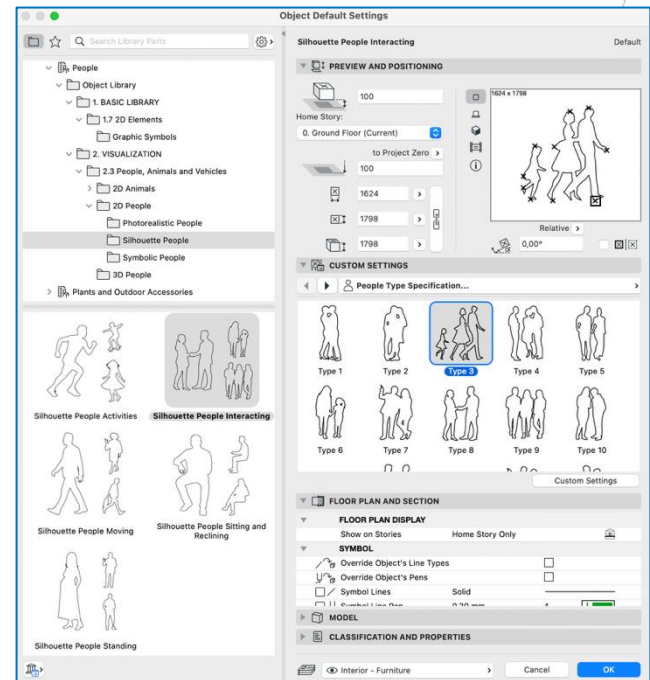 Object Default Settings
Search Library Parts
People
Object Library
1. BASIC LIBRARY
1.7 2D Elements
Graphic Symbols
2. VISUALIZATION
2.3 People, Animals and Vehicles
2D Animals
2D People
Photorealistic People
Silhouette People
Symbolic People
3D People
Plants and Outdoor Accessories
Silhouette People Activities
Silhouette People Interacting
Silhouette People Moving
Silhouette People Sitting and
Reclining
Silhouette People Standing
Silhouette People Interacting
Default
PREVIEW AND POSITIONING
100
Home Story:
0. Ground Floor (Current)
to Project Zero
100
1624
1798
1798
1624 x 1798
Relative
0,00°
CUSTOM SETTINGS
People Type Specification...
Type 1
Type 2
Type 3
Type 4
Type 5
Type 6
Type 7
Type 8
Type 9
Type 10
Custom Settings
FLOOR PLAN AND SECTION
FLOOR PLAN DISPLAY
Show on Stories Home Story Only
SYMBOL
Override Object's Line Types
Override Object's Pens
Symbol Lines Solid
Symbol Line Pen 0.20 mm 4
MODEL
CLASSIFICATION AND PROPERTIES
Interior - Furniture
Cancel
OK